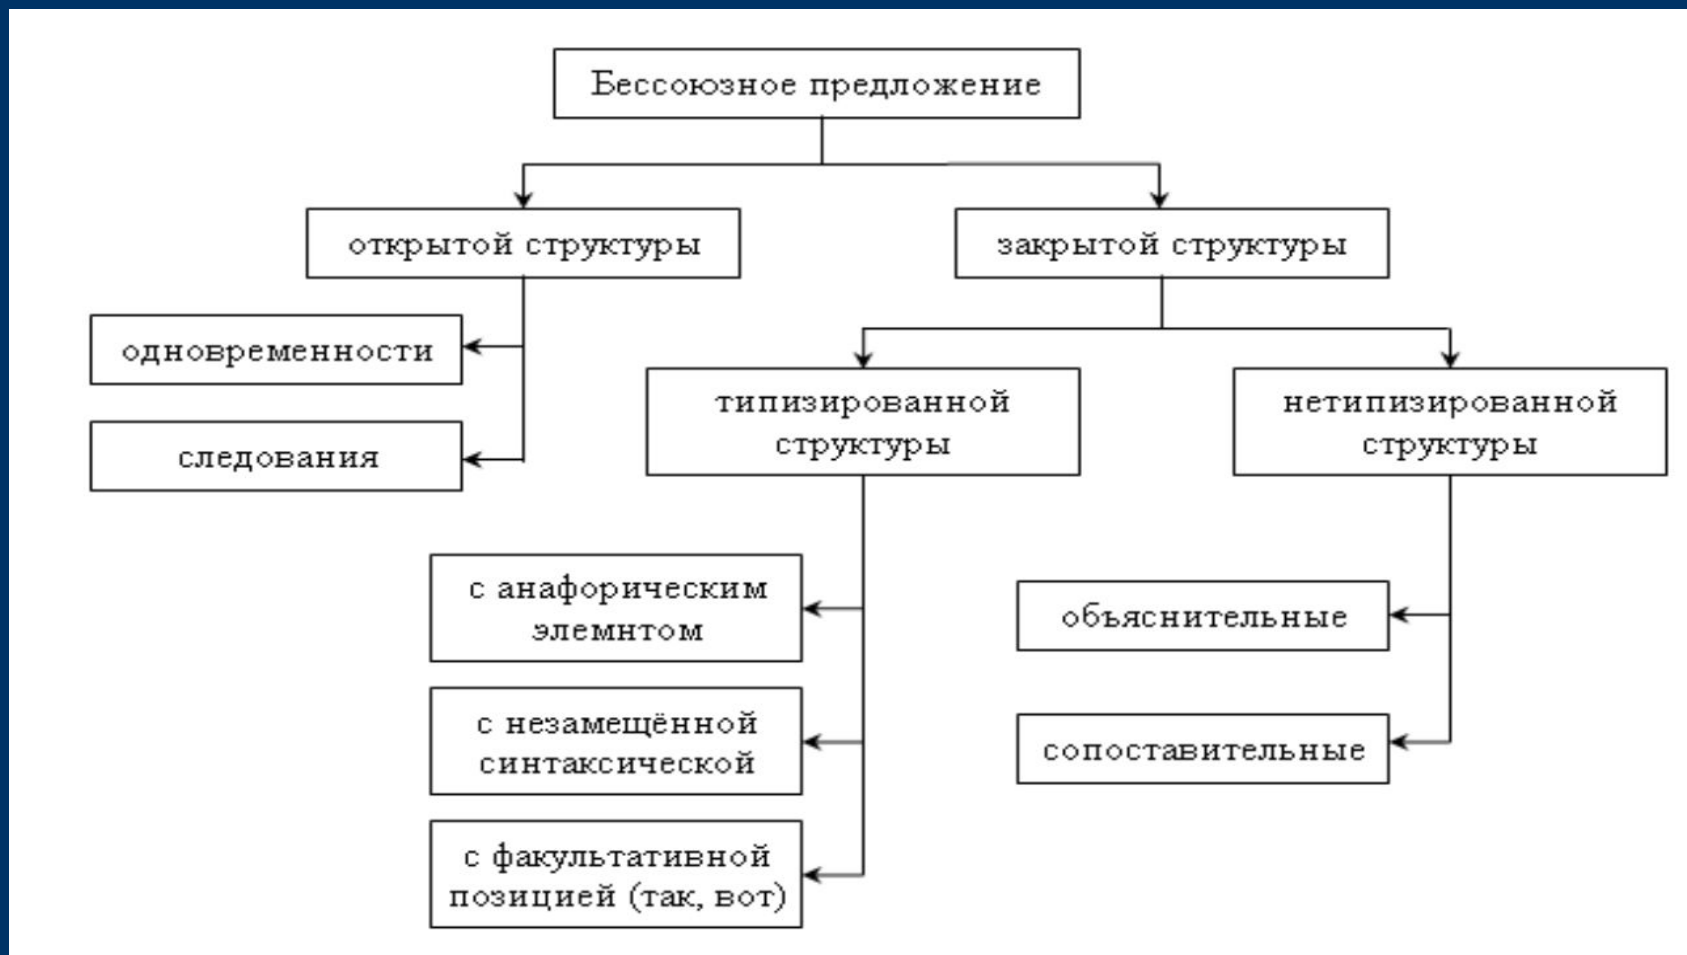 Бессоюзное предложение
открытой структуры
закрытой структуры
одновременности
следования
типизированной
структуры
нетипизированной
структуры
с анафорическим
элемнтом
с незамещённой
синтаксической
с факультативной
позицией (так, вот)
объяснительные
сопоставительные